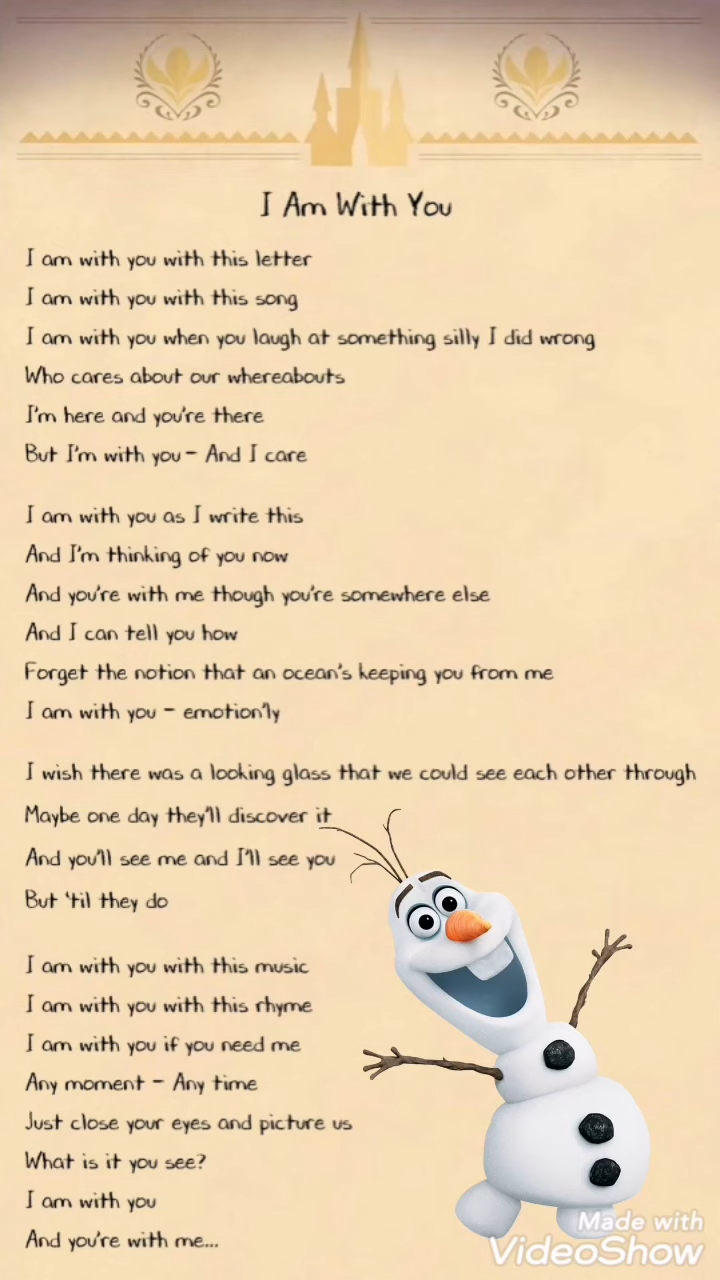 I Am With You
I am with you with this letter
I am with you with this song
I am with you when you laugh at something silly I did wrong
Who cares about our whereabouts
I'm here and you're there
But I'm with you - And I care
I am with you as I write this
And I'm thinking of you now
And you're with me though you're somewhere else
And I can tell you how
Forget the notion that an ocean's keeping you from me
I am with you - emotion'lly
I wish there was a looking glass that we could see each other through
Maybe one day they'll discover it
And you'll see me and I'll see you
But 'til they do
I am with you with this music
I am with you with this rhyme
I am with you if you need me
Any moment - Any time
Just close your eyes and picture us
What is it you see?
I am with you
And you're with me...
Made with
VideoShow